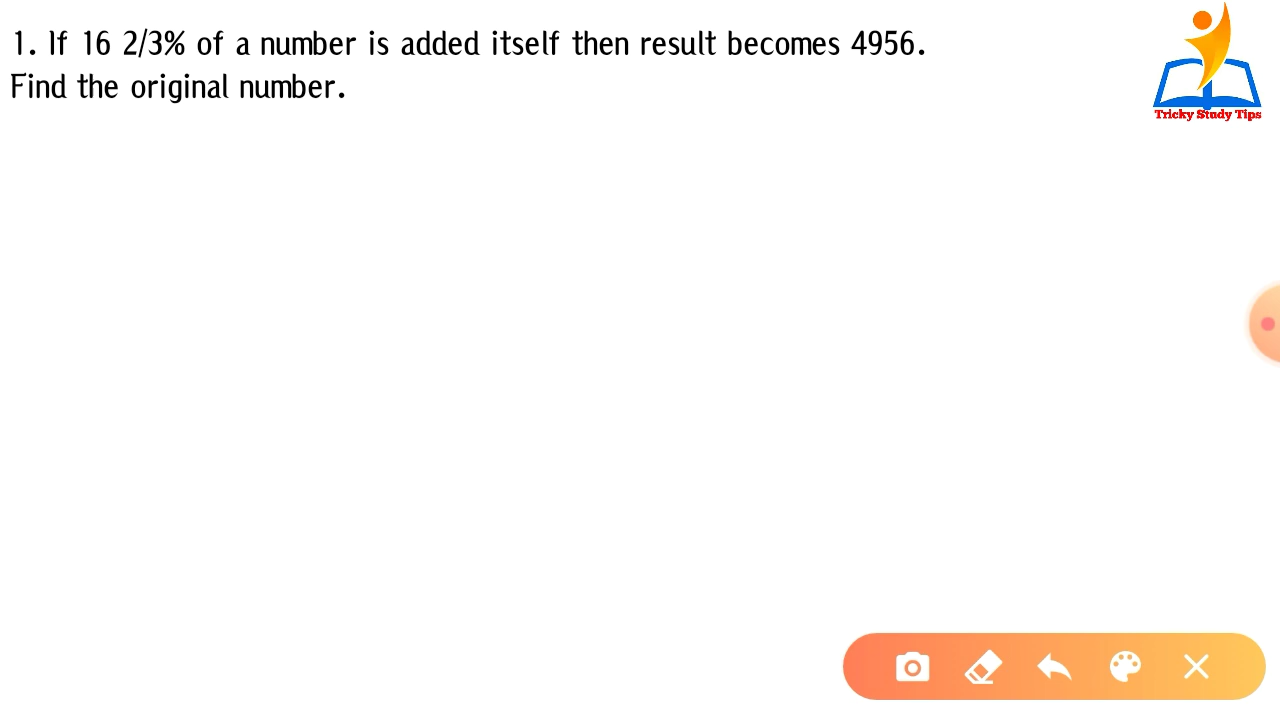 1. If 16 2/3% of a number is added itself then result becomes 4956.
Find the original number.
Tricky Study Tips